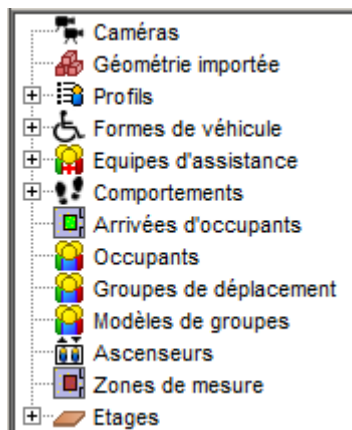 Caméras
Géométrie importée
Profils
Formes de véhicule
Equipes d'assistance
Comportements
Arrivées d'occupants
Occupants
Groupes de déplacement
Modèles de groupes
Ascenseurs
Zones de mesure
Etages